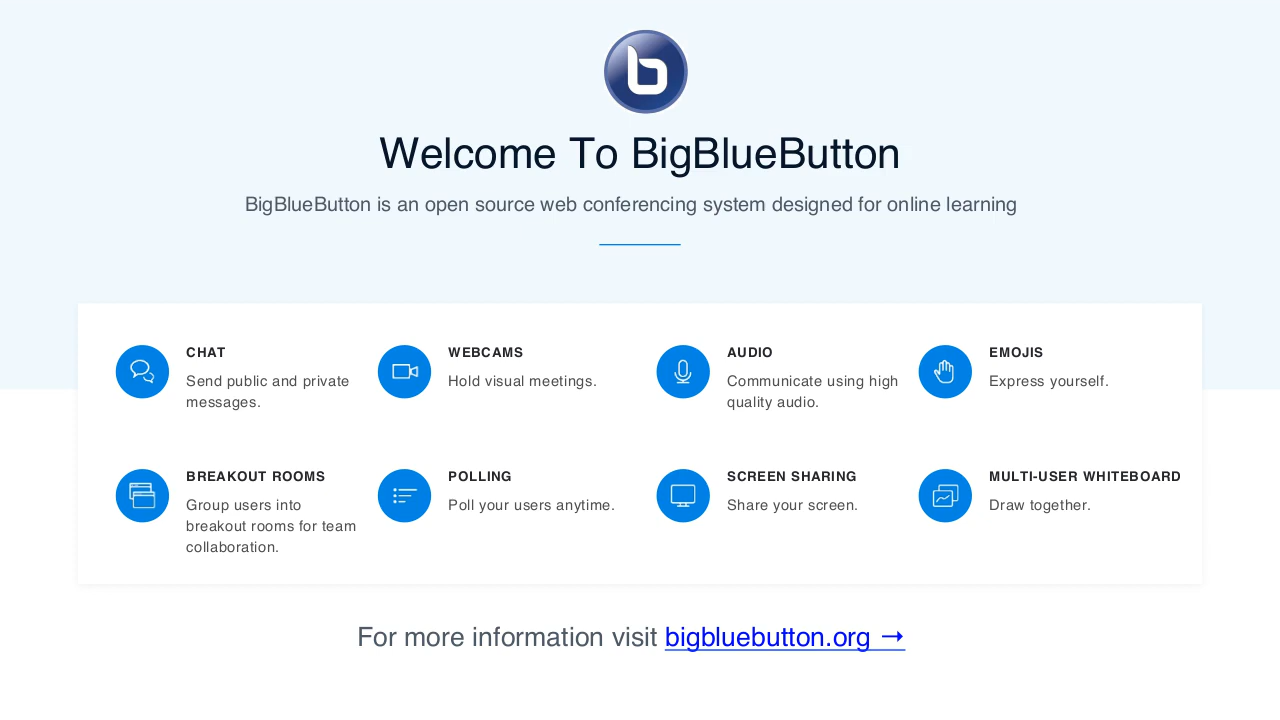 Welcome To BigBlueButton
BigBlueButton is an open source web conferencing system designed for online learning
CHAT
Send public and private
messages.
WEBCAMS
Hold visual meetings.
AUDIO
Communicate using high
quality audio.
EMOJIS
Express yourself.
BREAKOUT ROOMS
Group users into
breakout rooms for team
collaboration.
POLLING
Poll your users anytime.
SCREEN SHARING
Share your screen.
MULTI-USER WHITEBOARD
Draw together.
For more information visit bigbluebutton.org →